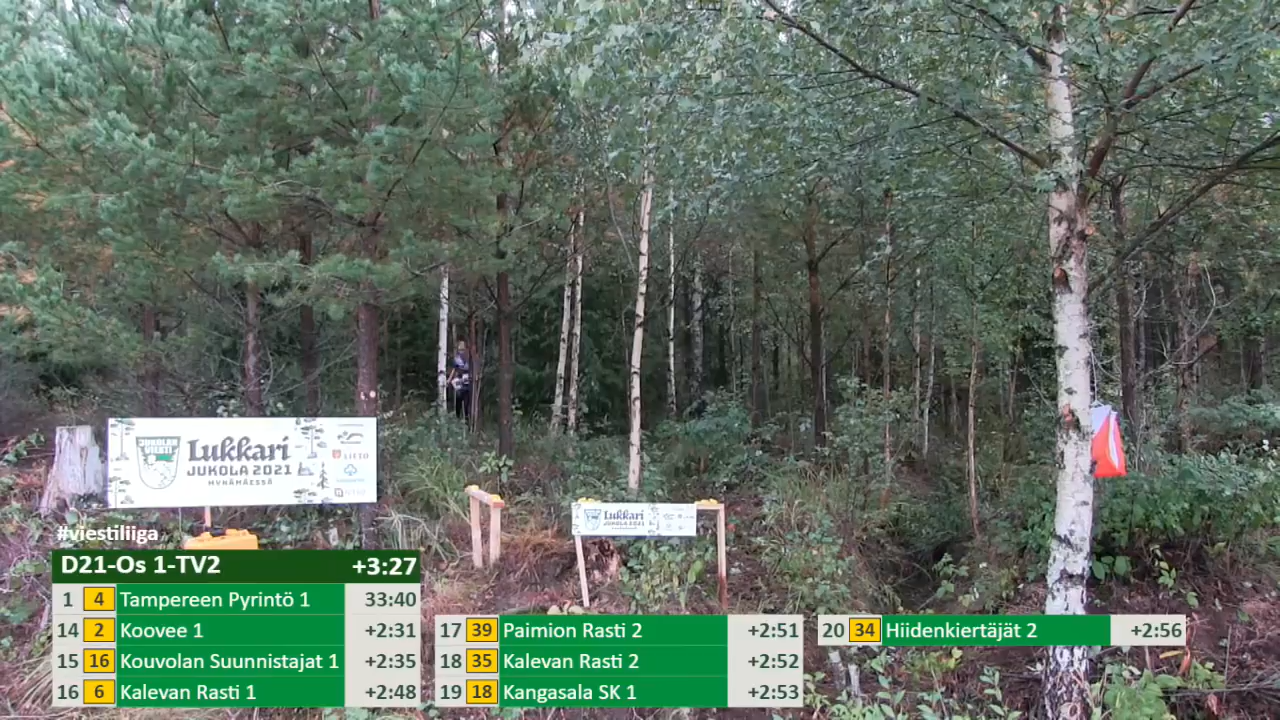 JUKOLAN
VIESTI
Lukkari
JUKOLA 2021
MYNÄMÄESSÄ
LIETO
Lukkari
JUKOLA 2021
#viestiliiga
D21-Os 1-TV2 +3:27
1 4 Tampereen Pyrintö 1 33:40
14 2 Koovee 1 +2:31
15 16 Kouvolan Suunnistajat 1 +2:35
16 6 Kalevan Rasti 1 +2:48
17 39 Paimion Rasti 2 +2:51
18 35 Kalevan Rasti 2 +2:52
19 18 Kangasala SK 1 +2:53
20 34 Hiidenkiertäjät 2 +2:56